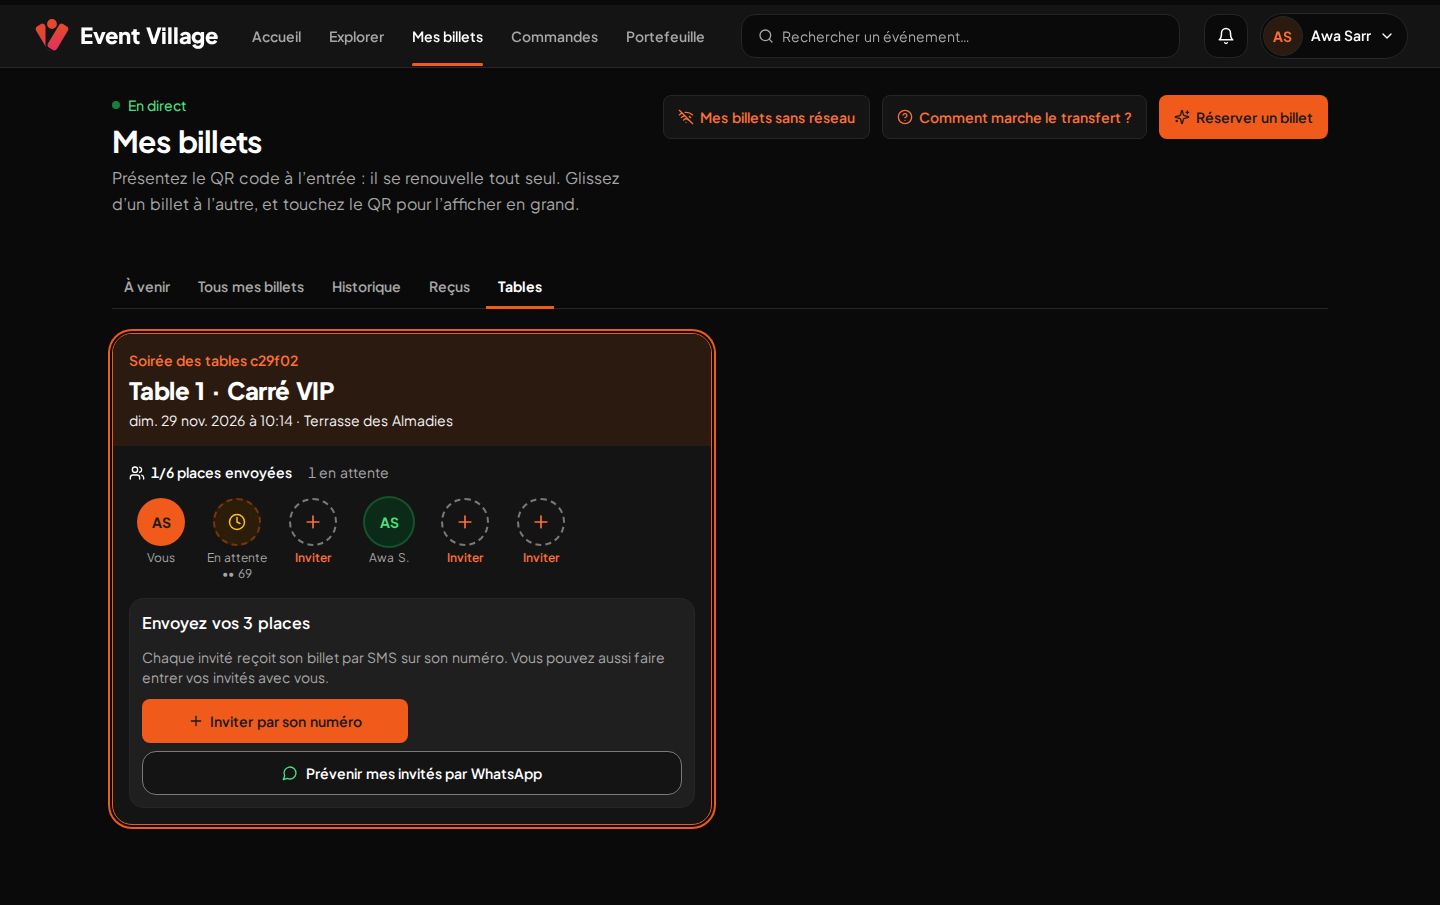 Event Village
Accueil
Explorer
Mes billets
Commandes
Portefeuille
Rechercher un événement…
AS
Awa Sarr
En direct
Mes billets
Présentez le QR code à l’entrée : il se renouvelle tout seul. Glissez
d’un billet à l’autre, et touchez le QR pour l’afficher en grand.
Mes billets sans réseau
Comment marche le transfert ?
Réserver un billet
À venir
Tous mes billets
Historique
Reçus
Tables
Soirée des tables c29f02
Table 1 · Carré VIP
dim. 29 nov. 2026 à 10:14 · Terrasse des Almadies
1/6 places envoyées
1 en attente
AS
Vous
En attente
•• 69
Inviter
AS
Awa S.
Inviter
Inviter
Envoyez vos 3 places
Chaque invité reçoit son billet par SMS sur son numéro. Vous pouvez aussi faire
entrer vos invités avec vous.
Inviter par son numéro
Prévenir mes invités par WhatsApp